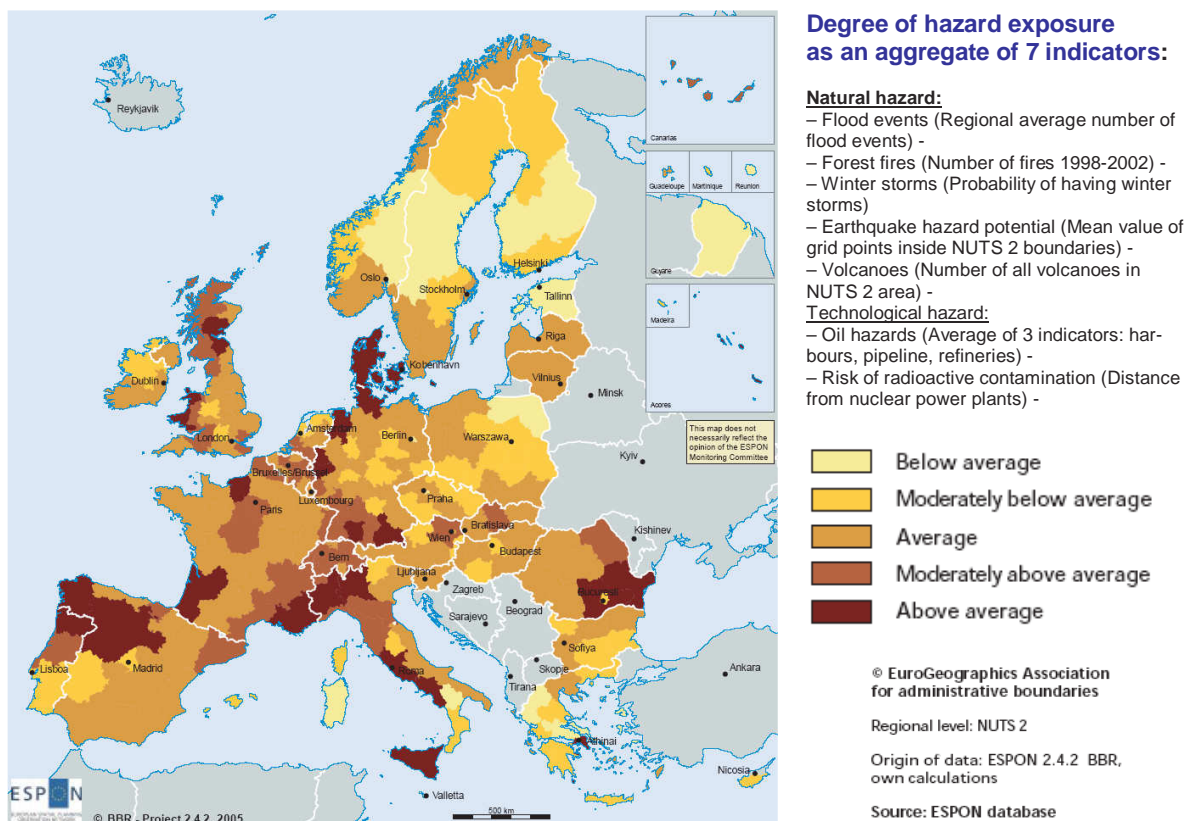 Degree of hazard exposure
as an aggregate of 7 indicators:
Natural hazard:
– Flood events (Regional average number of
flood events) -
– Forest fires (Number of fires 1998-2002) -
– Winter storms (Probability of having winter
storms)
– Earthquake hazard potential (Mean value of
grid points inside NUTS 2 boundaries) -
– Volcanoes (Number of all volcanoes in
NUTS 2 area) -
Technological hazard:
– Oil hazards (Average of 3 indicators: har-
bours, pipeline, refineries) -
– Risk of radioactive contamination (Distance
from nuclear power plants) -
Below average
Moderately below average
Average
Moderately above average
Above average
© EuroGeographics Association
for administrative boundaries
Regional level: NUTS 2
Origin of data: ESPON 2.4.2 BBR,
own calculations
Source: ESPON database
Reykjavik
Canarias
Guadeloupe
Martinique
Reunion
Guyane
Madeira
Acores
This map does not
necessarily reflect the
opinion of the ESPON
Monitoring Committee
Helsinki
Oslo
Stockholm
Tallinn
Riga
København
Vilnius
Minsk
Dublin
London
Amsterdam
Berlin
Warszawa
Kyiv
Bruxelles/Brussel
Luxembourg
Praha
Paris
Wien
Bratislava
Kishinev
Budapest
Bern
Ljubljana
Zagreb
Beograd
Bucuresti
Sarajevo
Sofiya
Skopje
Tirana
Roma
Madrid
Lisboa
Ankara
Athinai
Nicosia
Valletta
500 km
ESPON
© BBR - Project 2.4.2, 2005